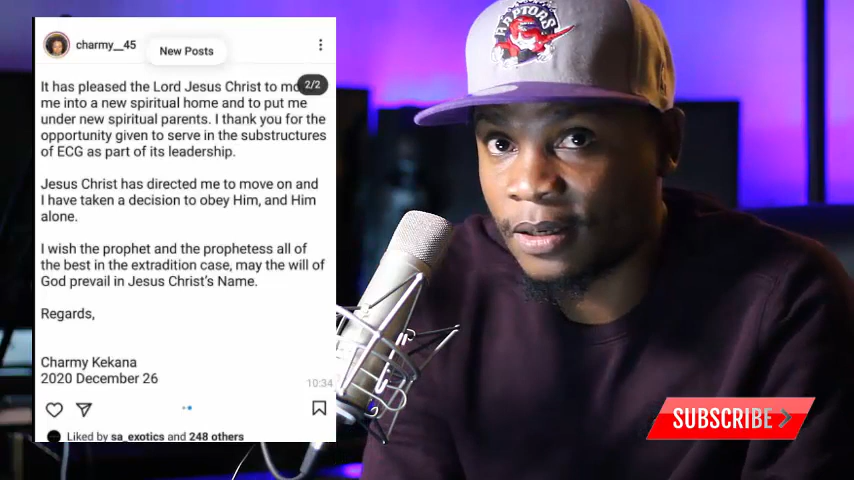 charmy__45
New Posts
2/2
It has pleased the Lord Jesus Christ to
me into a new spiritual home and to put me
under new spiritual parents. I thank you for the
opportunity given to serve in the substructures
of ECG as part of its leadership.
Jesus Christ has directed me to move on and
I have taken a decision to obey Him, and Him
alone.
I wish the prophet and the prophetess all of
the best in the extradition case, may the will of
God prevail in Jesus Christ's Name.
Regards,
Charmy Kekana
2020 December 26
10:34
Liked by sa_exotics and 248 others
RAPTORS
SUBSCRIBE